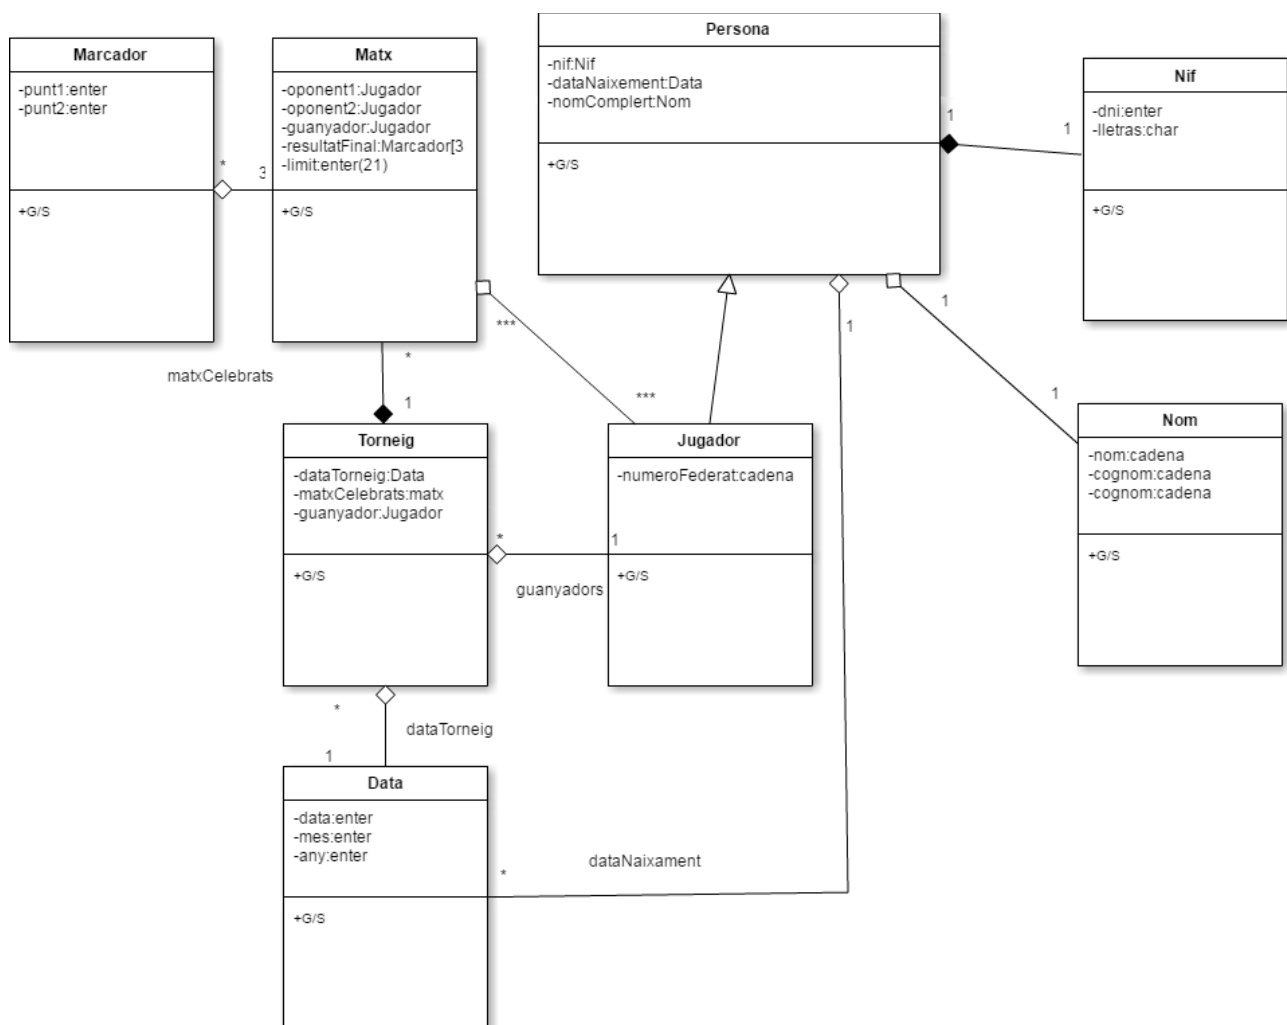 Marcador
-punt1:enter
-punt2:enter
+G/S
*
3
Matx
-oponent1:Jugador
-oponent2:Jugador
-guanyador:Jugador
-resultatFinal:Marcador[3
-limit:enter(21)
+G/S
Persona
-nif:Nif
-dataNaixement:Data
-nomComplert:Nom
+G/S
1
1
Nif
-dni:enter
-lletras:char
+G/S
***
***
1
1
1
matxCelebrats
*
1
Torneig
-dataTorneig:Data
-matxCelebrats:matx
-guanyador:Jugador
+G/S
*
1
guanyadors
Jugador
-numeroFederat:cadena
+G/S
Nom
-nom:cadena
-cognom:cadena
-cognom:cadena
+G/S
*
dataTorneig
1
Data
-data:enter
-mes:enter
-any:enter
+G/S
dataNaixament
*